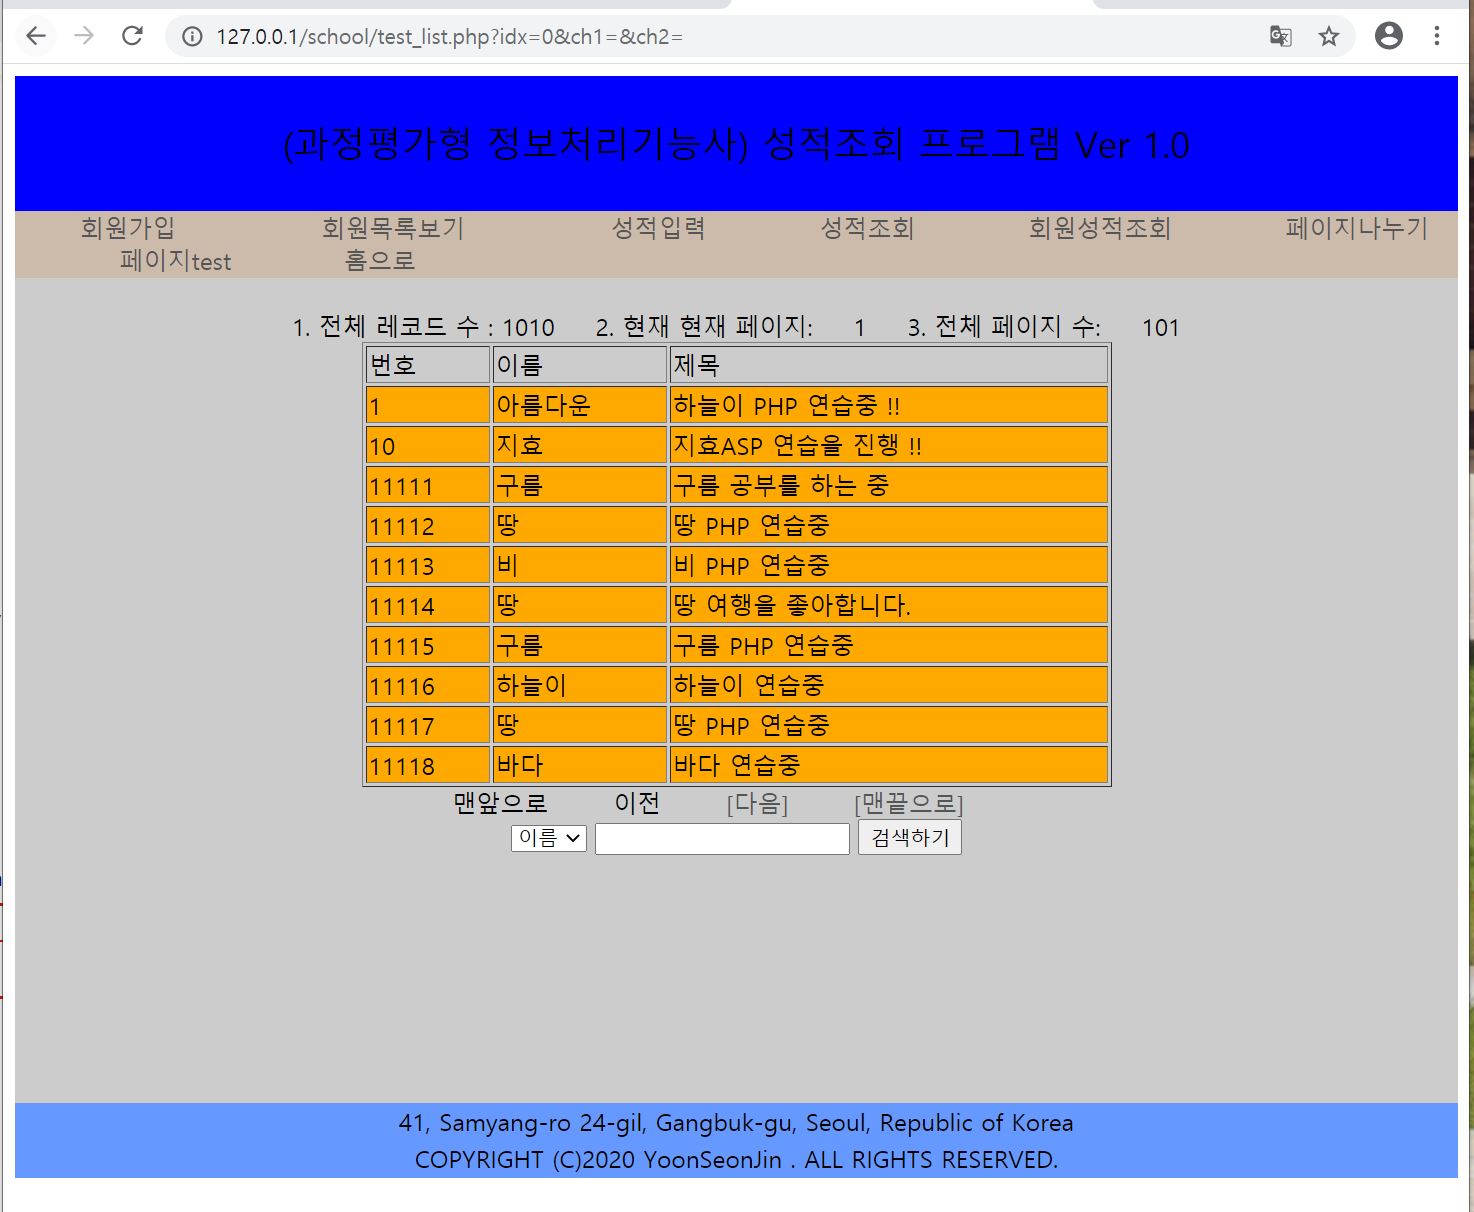 127.0.0.1/school/test_list.php?idx=0&ch1=&ch2=
(과정평가형 정보처리기능사) 성적조회 프로그램 Ver 1.0
회원가입 회원목록보기 성적입력 성적조회 회원성적조회 페이지나누기
페이지test 홈으로
1. 전체 레코드 수 : 1010 2. 현재 현재 페이지: 1 3. 전체 페이지 수: 101
번호 이름 제목
1 아름다운 하늘이 PHP 연습중 !!
10 지효 지효ASP 연습을 진행 !!
11111 구름 구름 공부를 하는 중
11112 땅 땅 PHP 연습중
11113 비 비 PHP 연습중
11114 땅 땅 여행을 좋아합니다.
11115 구름 구름 PHP 연습중
11116 하늘이 하늘이 연습중
11117 땅 땅 PHP 연습중
11118 바다 바다 연습중
맨앞으로 이전 [다음] [맨끝으로]
이름 검색하기
41, Samyang-ro 24-gil, Gangbuk-gu, Seoul, Republic of Korea
COPYRIGHT (C)2020 YoonSeonJin . ALL RIGHTS RESERVED.